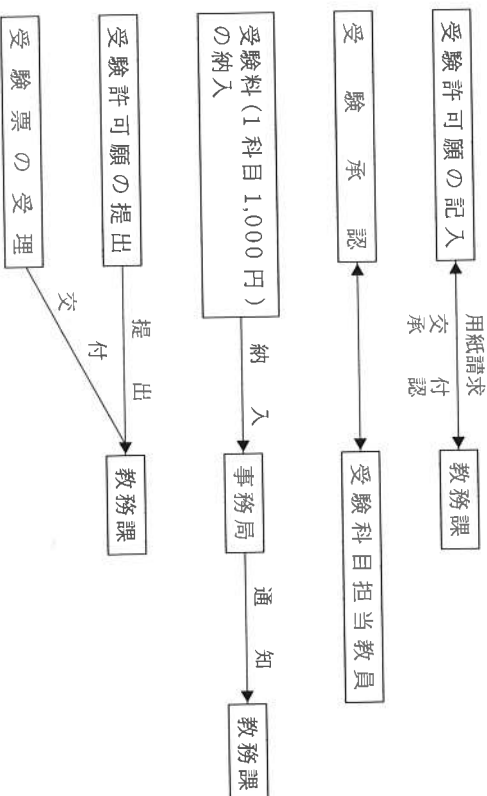 受験許可願の記入
用紙請求
交付
承認
教務課
受験承認
受験科目担当教員
受験料(1科目1,000円)
の納入
納入
事務局
通知
教務課
受験許可願の提出
提出
教務課
受験票の受理
交付